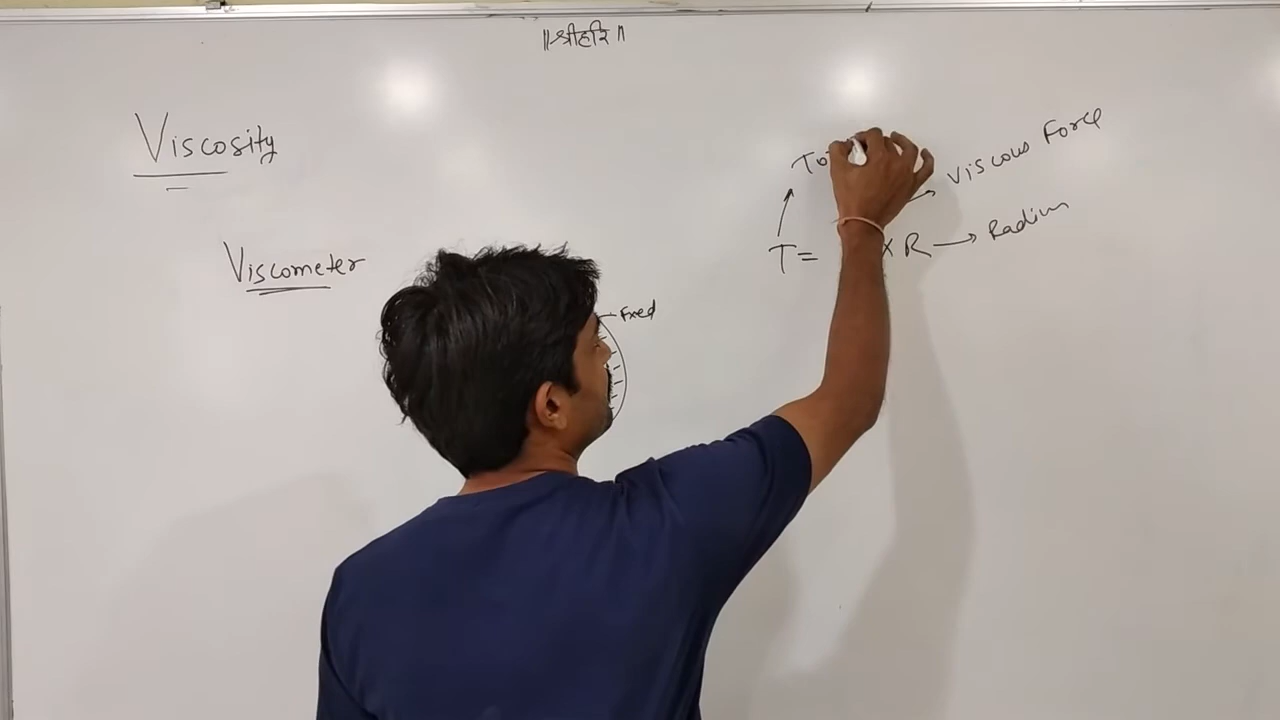 ॥श्रीहरि॥
Viscosity
Viscometer
Fixed
To
Viscous Force
T= X R → Radius